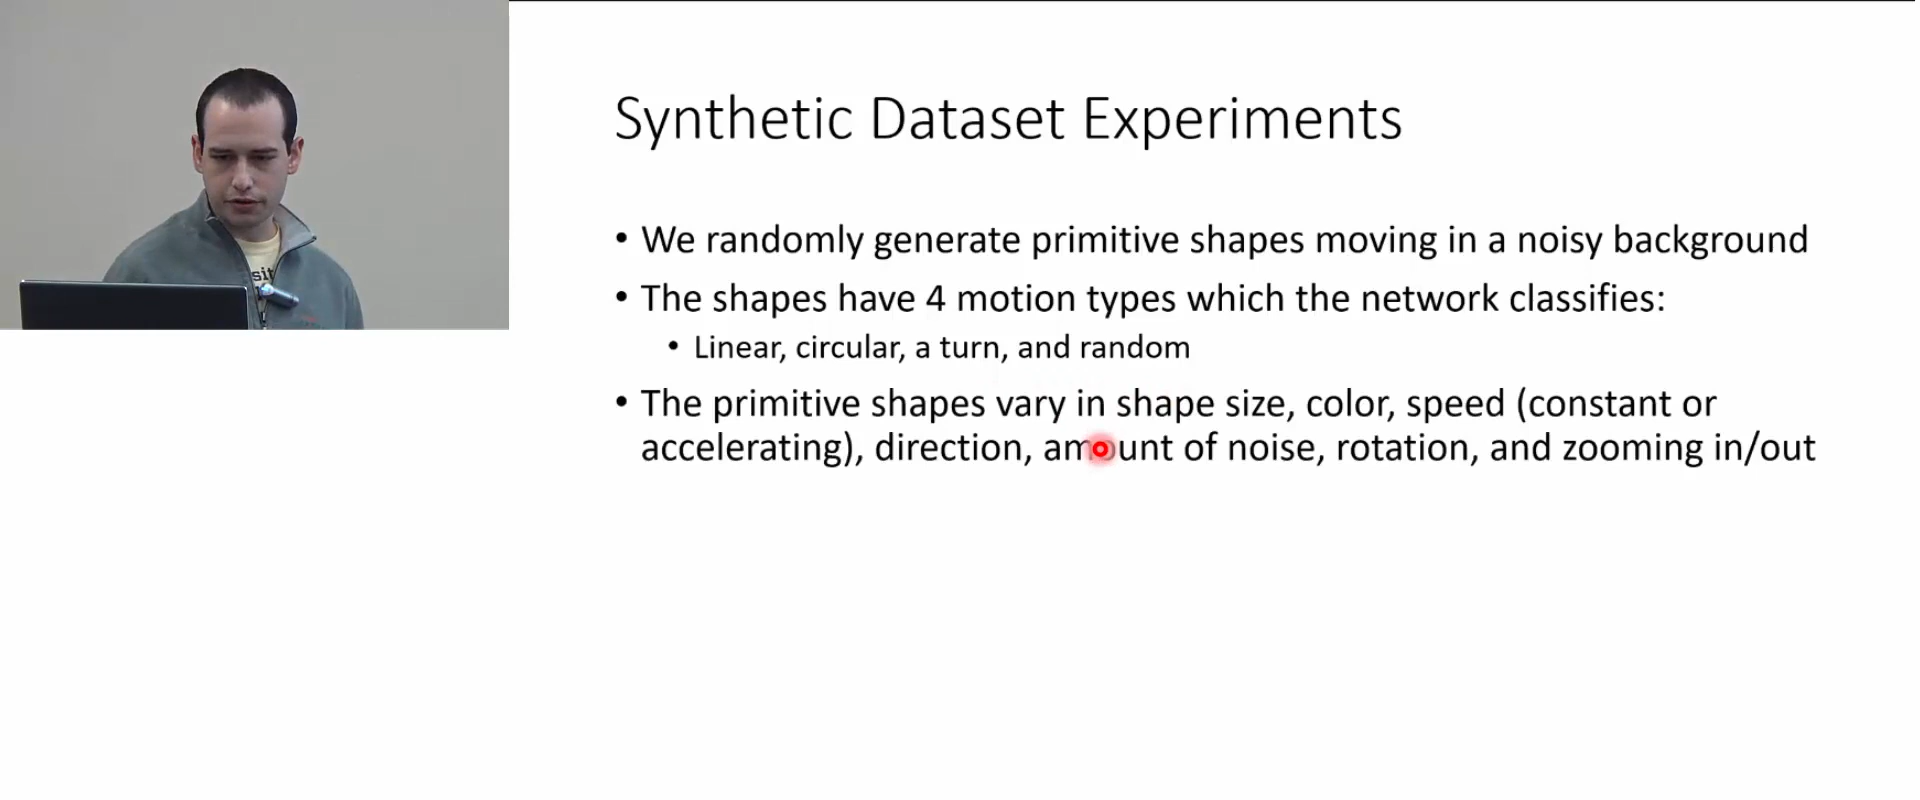 Synthetic Dataset Experiments
• We randomly generate primitive shapes moving in a noisy background
• The shapes have 4 motion types which the network classifies:
• Linear, circular, a turn, and random
• The primitive shapes vary in shape size, color, speed (constant or
accelerating), direction, amount of noise, rotation, and zooming in/out
sit